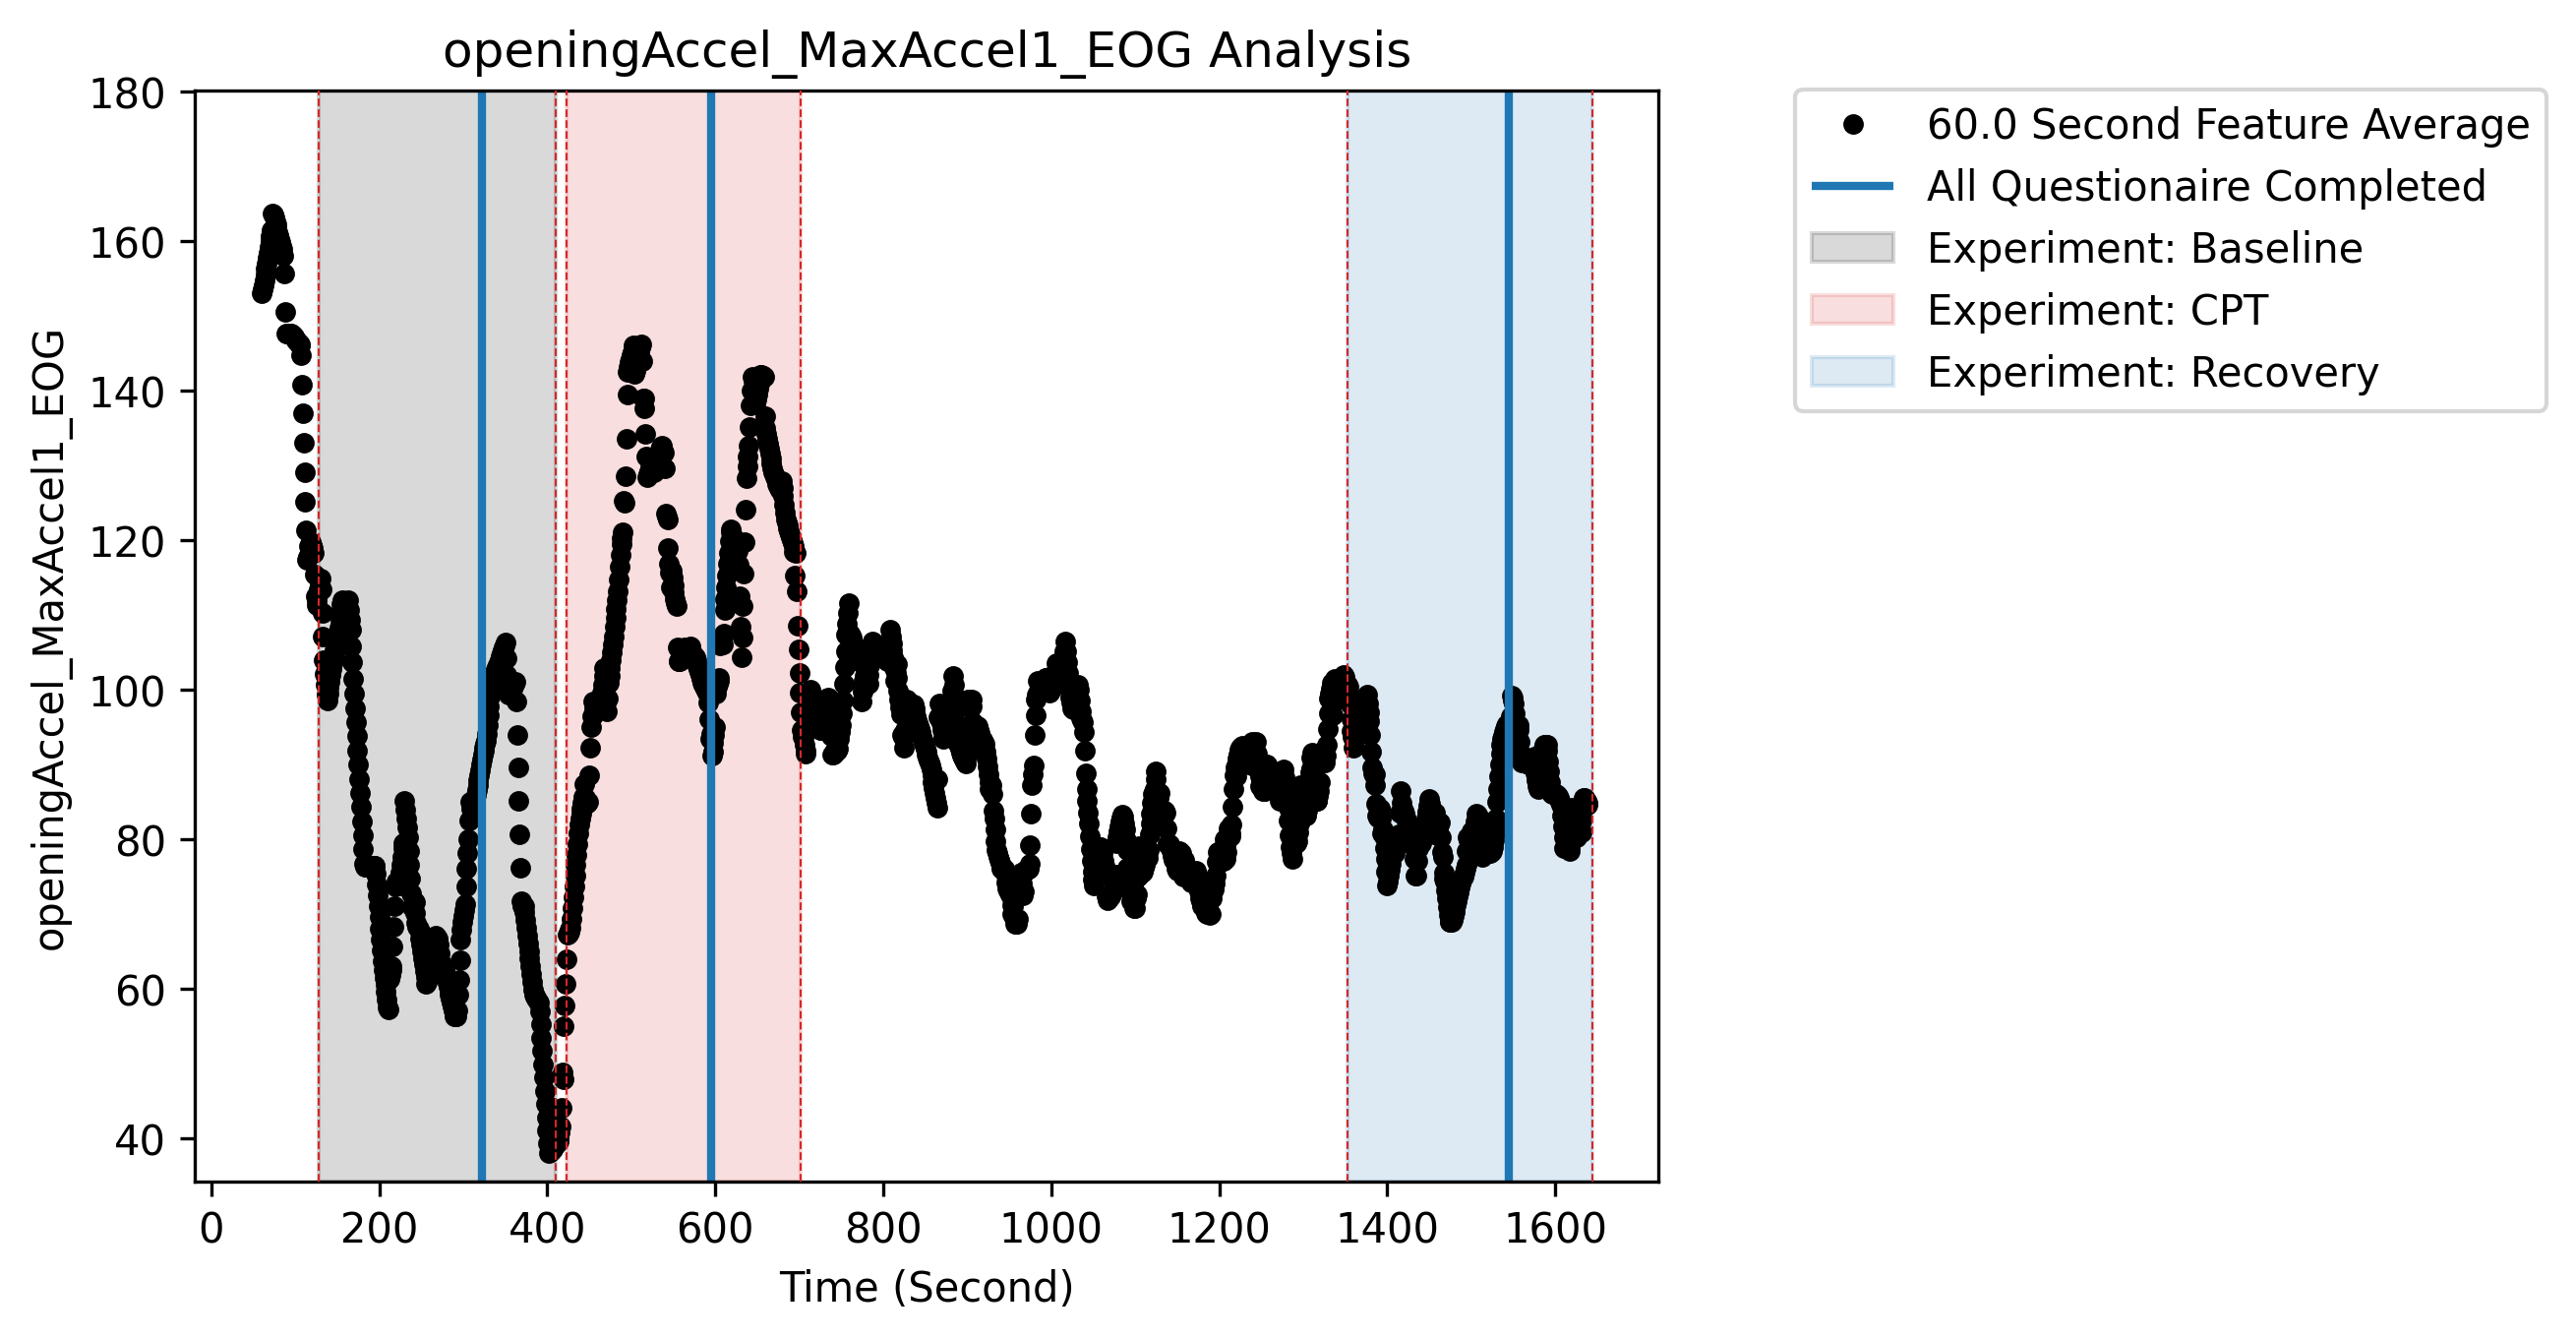 openingAccel_MaxAccel1_EOG Analysis
180
160
140
120
100
80
60
40
openingAccel_MaxAccel1_EOG
0 200 400 600 800 1000 1200 1400 1600
Time (Second)
60.0 Second Feature Average
All Questionaire Completed
Experiment: Baseline
Experiment: CPT
Experiment: Recovery